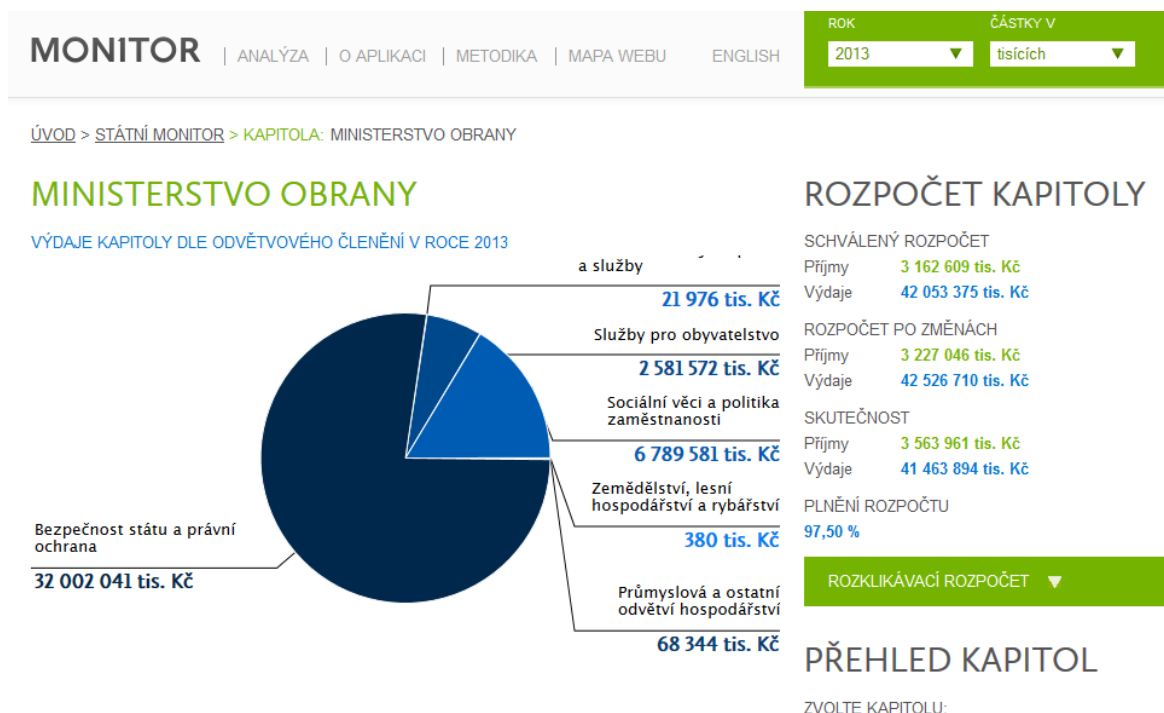 MONITOR | ANALÝZA | O APLIKACI | METODIKA | MAPA WEBU ENGLISH
ROK ČÁSTKY V
2013 tisících
ÚVOD > STÁTNÍ MONITOR > KAPITOLA: MINISTERSTVO OBRANY
MINISTERSTVO OBRANY
VÝDAJE KAPITOLY DLE ODVĚTVOVÉHO ČLENĚNÍ V ROCE 2013
a služby
21 976 tis. Kč
Služby pro obyvatelstvo
2 581 572 tis. Kč
Sociální věci a politika
zaměstnanosti
6 789 581 tis. Kč
Zemědělství, lesní
hospodářství a rybářství
380 tis. Kč
Průmyslová a ostatní
odvětví hospodářství
68 344 tis. Kč
Bezpečnost státu a právní
ochrana
32 002 041 tis. Kč
ROZPOČET KAPITOLY
SCHVÁLENÝ ROZPOČET
Příjmy 3 162 609 tis. Kč
Výdaje 42 053 375 tis. Kč
ROZPOČET PO ZMĚNÁCH
Příjmy 3 227 046 tis. Kč
Výdaje 42 526 710 tis. Kč
SKUTEČNOST
Příjmy 3 563 961 tis. Kč
Výdaje 41 463 894 tis. Kč
PLNĚNÍ ROZPOČTU
97,50 %
ROZKLIKÁVACÍ ROZPOČET
PŘEHLED KAPITOL
ZVOLTE KAPITOLU: